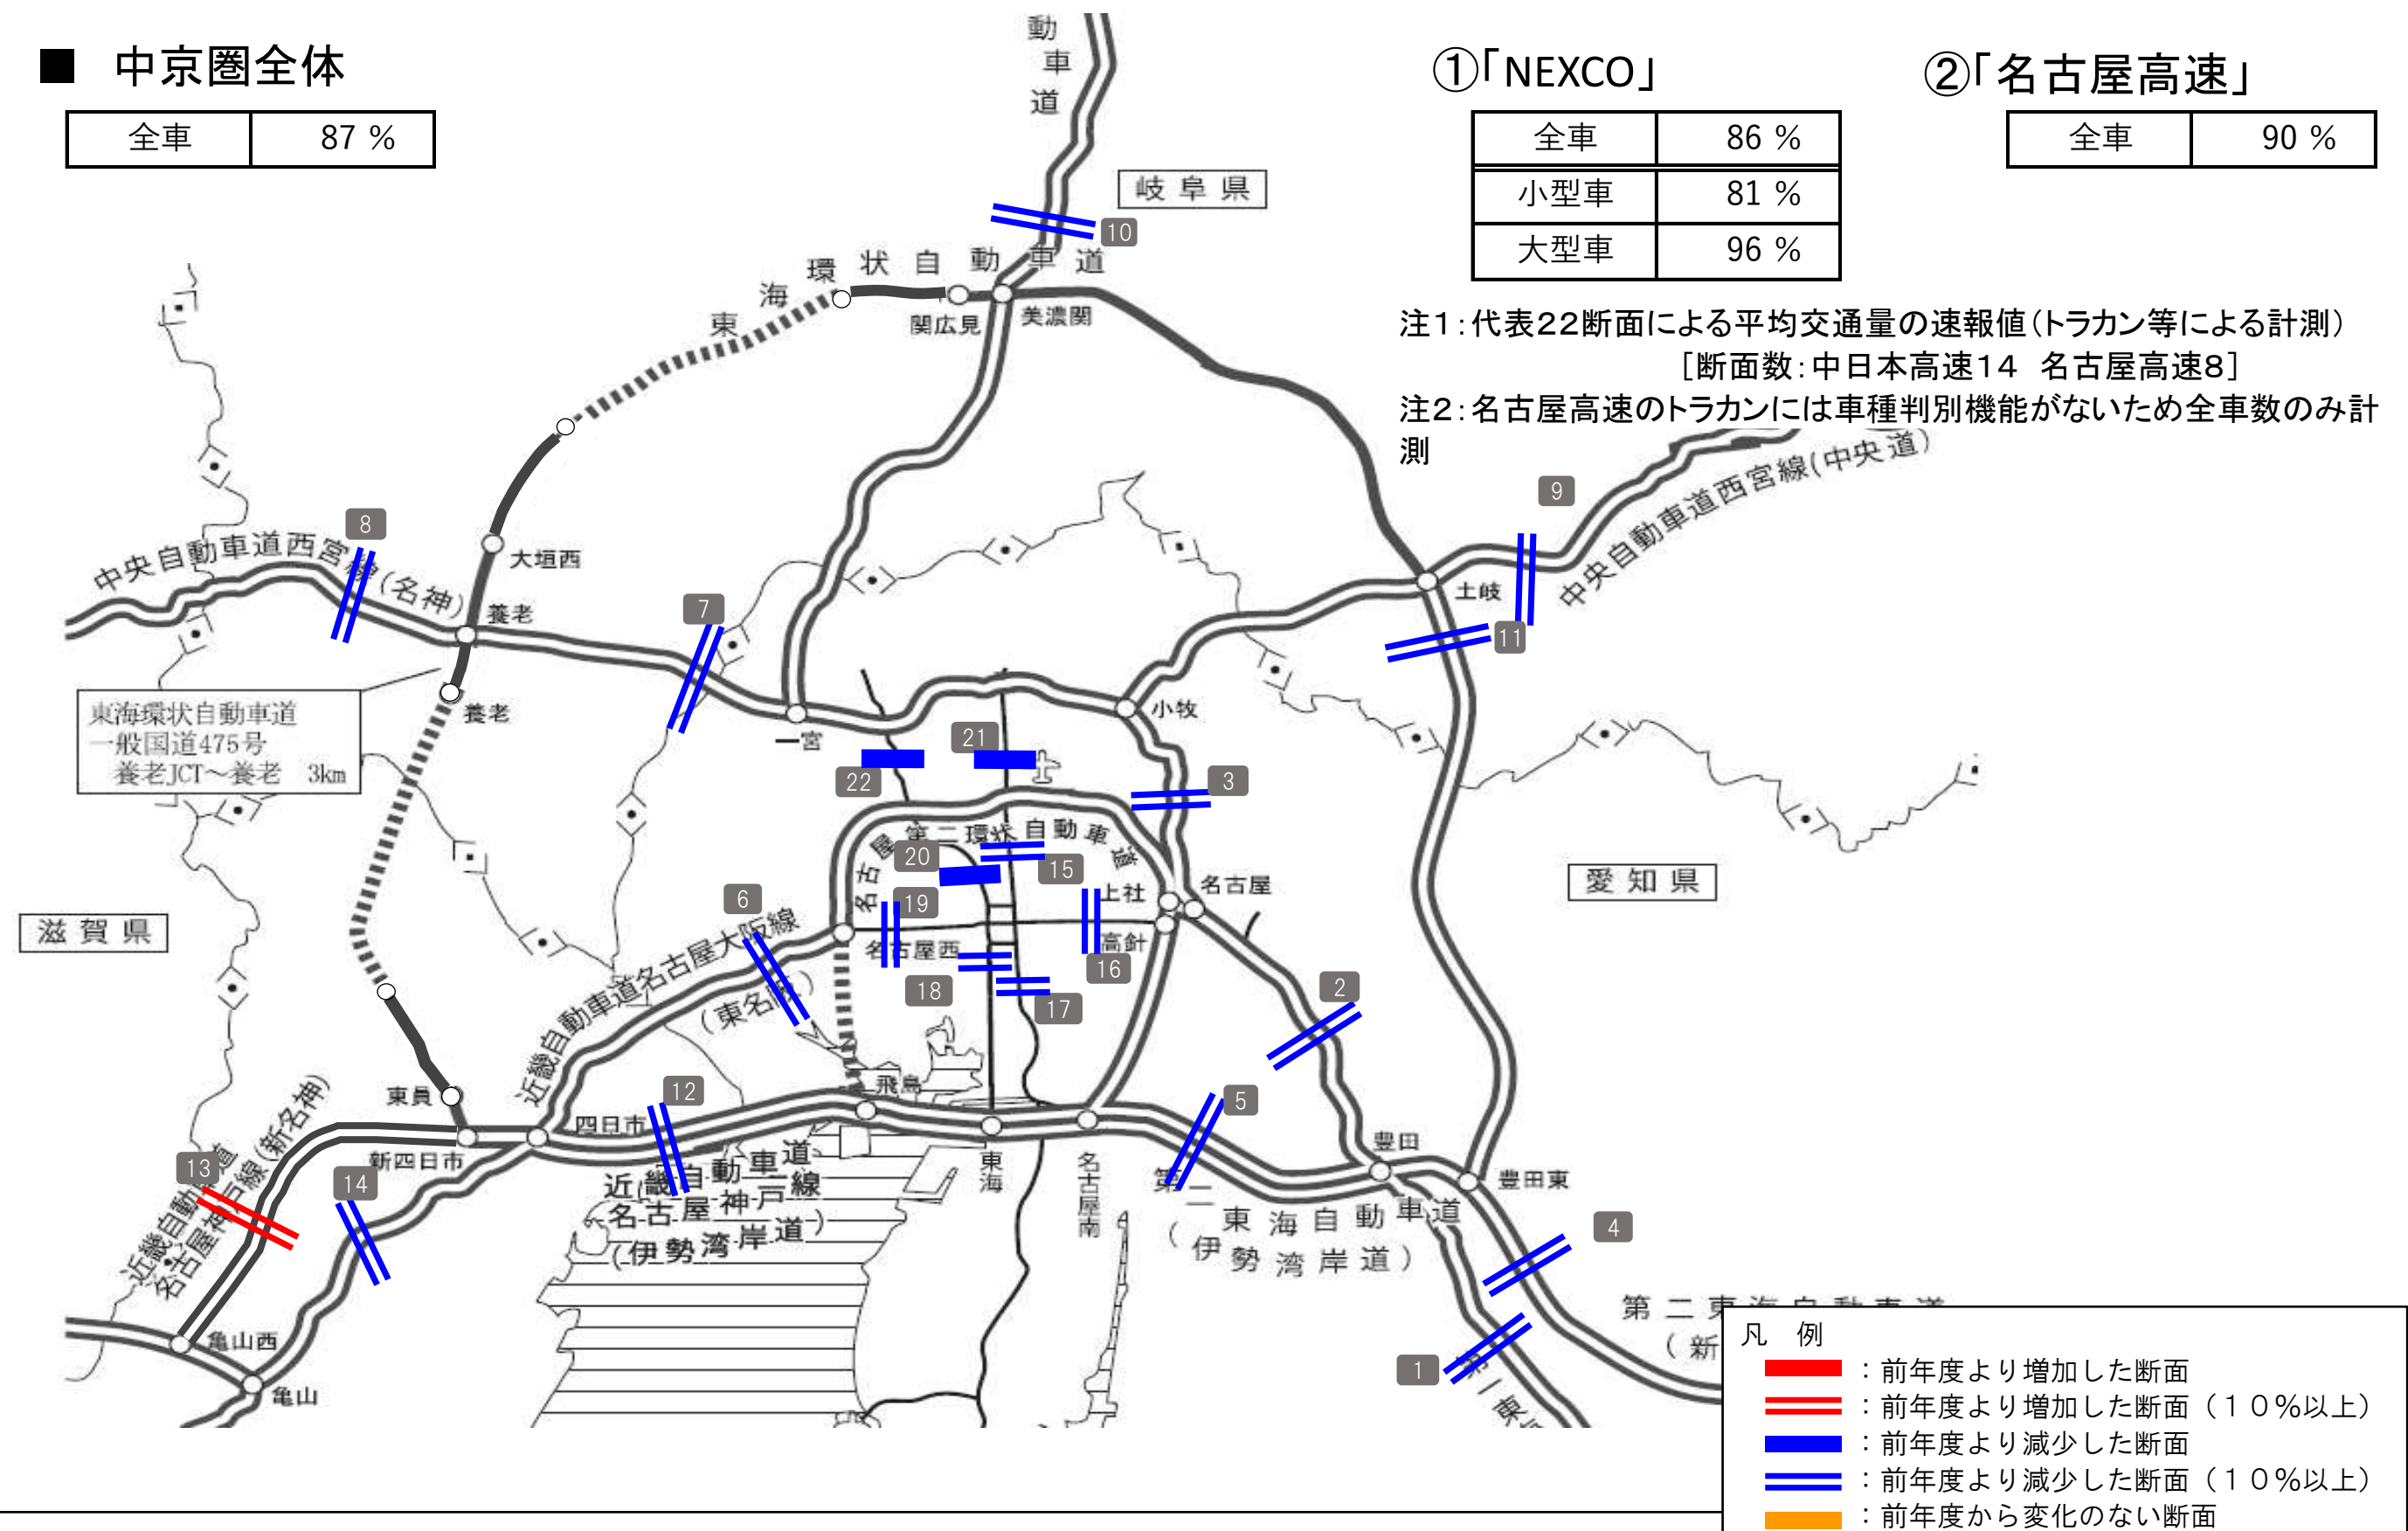 ■ 中京圏全体
全車 87 %
①「NEXCO」
全車 86 %
小型車 81 %
大型車 96 %
②「名古屋高速」
全車 90 %
注1:代表22断面による平均交通量の速報値(トラカン等による計測)
[断面数:中日本高速14 名古屋高速8]
注2:名古屋高速のトラカンには車種判別機能がないため全車数のみ計
測
動車道
岐阜県
10
東海環状自動車道
関広見
美濃関
9
中央自動車道西宮線(中央道)
8
中央自動車道西宮線(名神)
大垣西
養老
7
土岐
11
養老
東海環状自動車道
一般国道475号
養老JCT～養老 3km
一宮
小牧
21
22
3
名古屋第二環状自動車道
20
15
上社
名古屋
愛知県
19
6
滋賀県
名古屋西
高針
16
近畿自動車道名古屋大阪線
(東名阪)
18
17
2
飛島
東員
12
5
四日市
新四日市
13
14
近畿自動車道
名古屋神戸線(新名神)
近畿自動車道
名古屋神戸線
(伊勢湾岸道)
東海
名古屋南
豊田
豊田東
第二東海自動車道
(伊勢湾岸道)
4
1
亀山西
亀山
第二東海自動車道
(新
第一東
凡 例
:前年度より増加した断面
:前年度より増加した断面(10%以上)
:前年度より減少した断面
:前年度より減少した断面(10%以上)
:前年度から変化のない断面